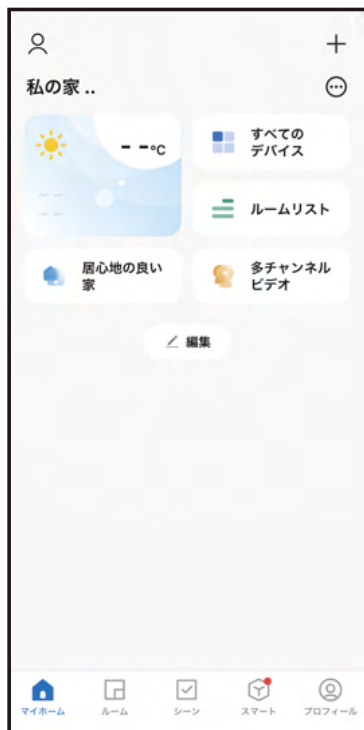 私の家 ..
- -°C
- -
- -
すべての
デバイス
ルームリスト
居心地の良い
家
多チャンネル
ビデオ
編集
マイホーム
ルーム
シーン
スマート
プロフィール